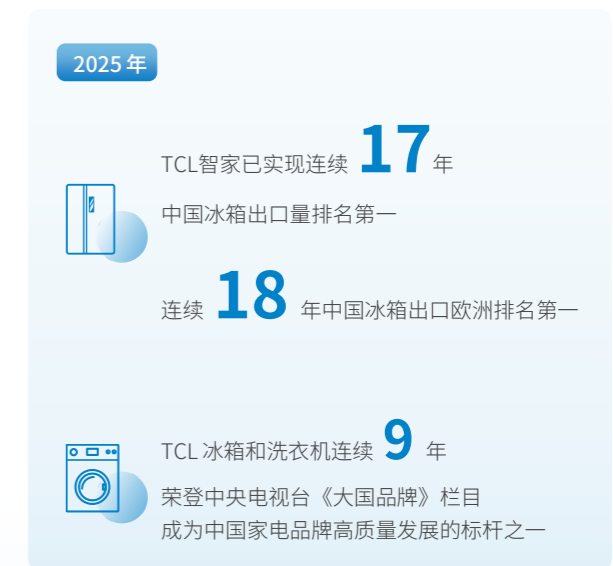 2025 年
TCL智家已实现连续 17 年
中国冰箱出口量排名第一
连续 18 年中国冰箱出口欧洲排名第一
TCL 冰箱和洗衣机连续 9 年
荣登中央电视台《大国品牌》栏目
成为中国家电品牌高质量发展的标杆之一